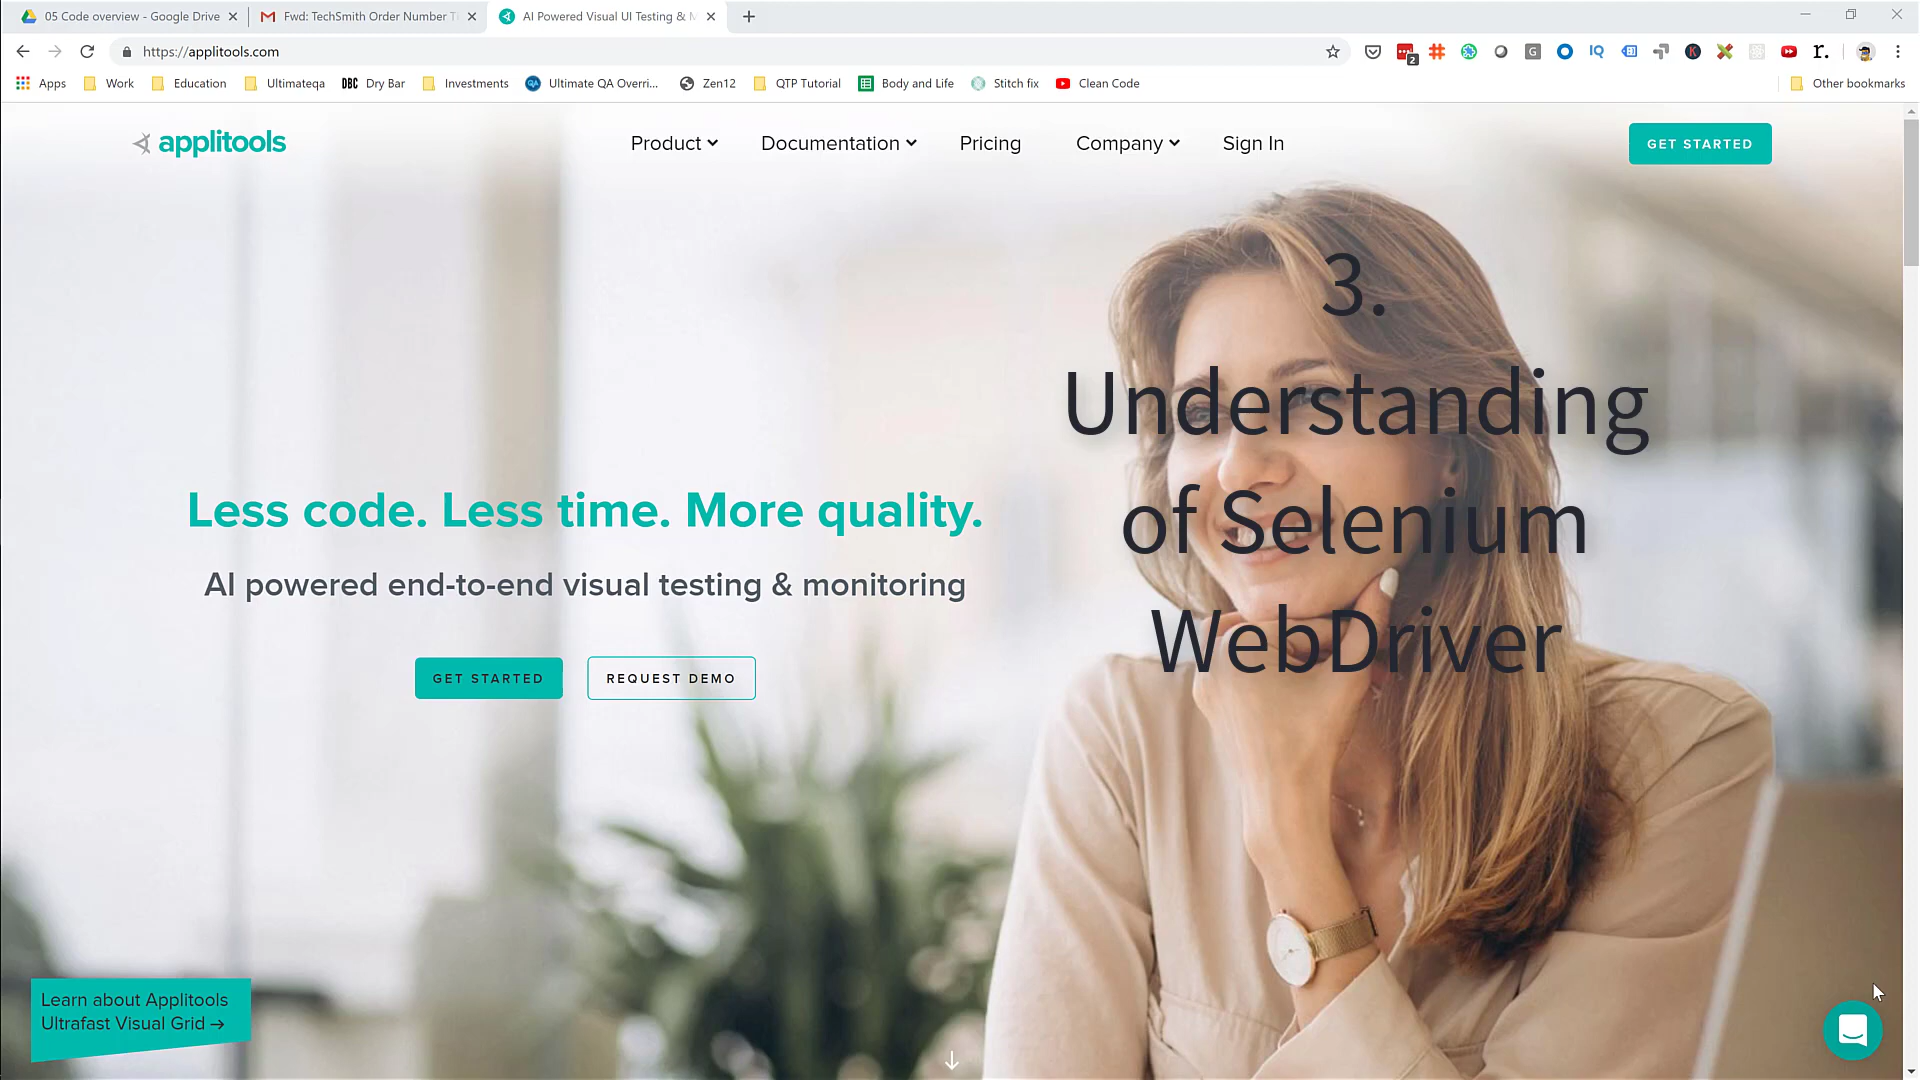 05 Code overview - Google Drive
Fwd: TechSmith Order Number
AI Powered Visual UI Testing &
https://applitools.com
2
G
IQ
K
r.
Apps
Work
Education
Ultimateqa
DBC Dry Bar
Investments
QA Ultimate QA Overri...
Zen12
QTP Tutorial
Body and Life
Stitch fix
Clean Code
Other bookmarks
applitools
Product
Documentation
Pricing
Company
Sign In
GET STARTED
3.
Understanding
of Selenium
WebDriver
Less code. Less time. More quality.
AI powered end-to-end visual testing & monitoring
GET STARTED
REQUEST DEMO
Learn about Applitools
Ultrafast Visual Grid →